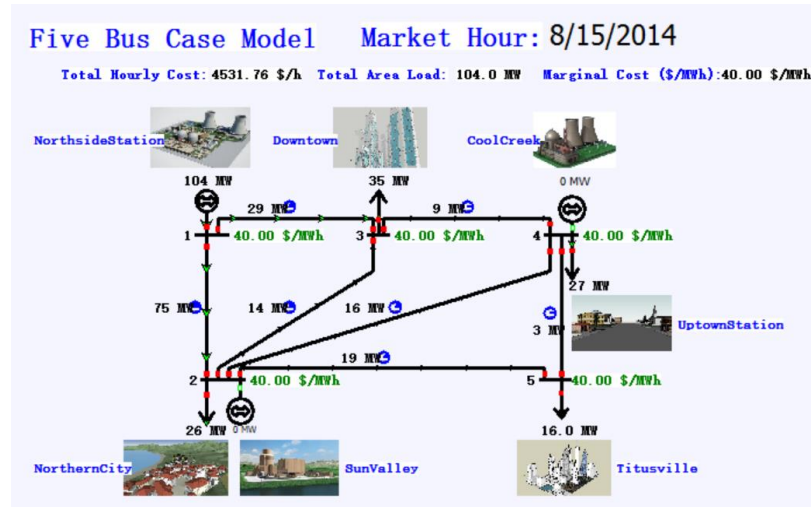 Five Bus Case Model Market Hour: 8/15/2014
Total Hourly Cost: 4531.76 $/h Total Area Load: 104.0 MW Marginal Cost ($/MWh):40.00 $/MWh
NorthsideStation Downtown CoolCreek
104 MW 35 MW 0 MW
29 MW 9 MW
1 40.00 $/MWh 3 40.00 $/MWh 4 40.00 $/MWh
27 MW
75 MW 14 MW 16 MW
3 MW UptownStation
19 MW
2 40.00 $/MWh 5 40.00 $/MWh
26 MW 0 MW 16.0 MW
NorthernCity SunValley Titusville